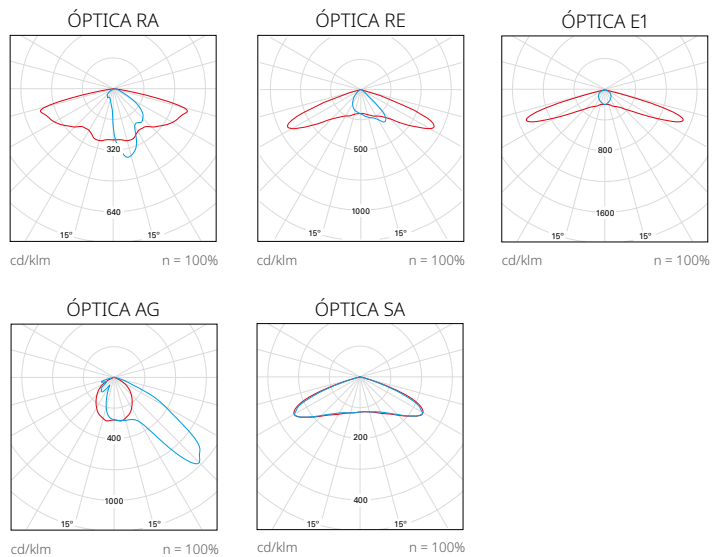 ÓPTICA RA
320
640
15° 15°
cd/klm n = 100%
ÓPTICA RE
500
1000
15° 15°
cd/klm n = 100%
ÓPTICA E1
800
1600
15° 15°
cd/klm n = 100%
ÓPTICA AG
400
1000
15° 15°
cd/klm n = 100%
ÓPTICA SA
200
400
15° 15°
cd/klm n = 100%